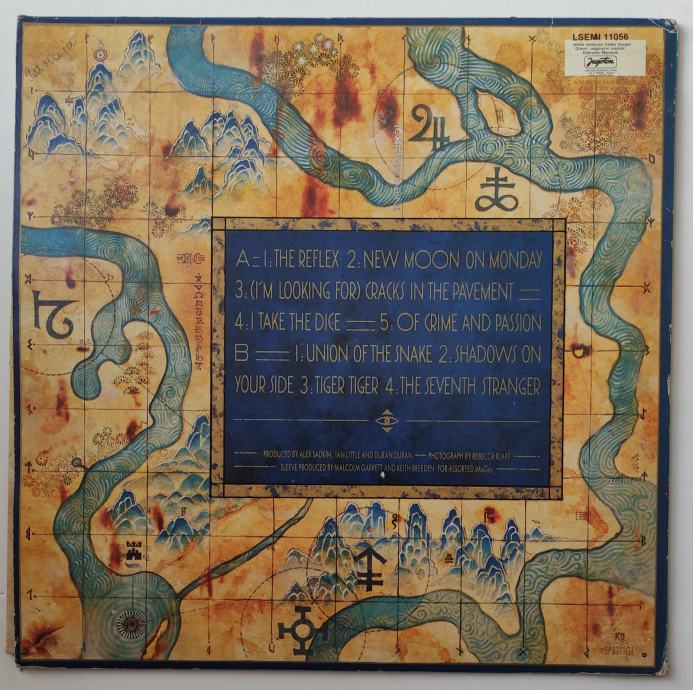 LSEMI 11056
Jugoton
A=1:THE REFLEX 2:NEW MOON ON MONDAY
3:(I'M LOOKING FOR) CRACKS IN THE PAVEMENT
4:I TAKE THE DICE 5:OF CRIME AND PASSION
B 1:UNION OF THE SNAKE 2:SHADOWS ON
YOUR SIDE 3:TIGER TIGER 4:THE SEVENTH STRANGER
PRODUCED BY ALEX SADKIN, IAN LITTLE AND DURAN DURAN — PHOTOGRAPH BY REBECCA BLAKE
SLEEVE PRODUCED BY MALCOLM GARRETT AND KEITH BREEDEN FOR ASSORTED iMaGes
KB